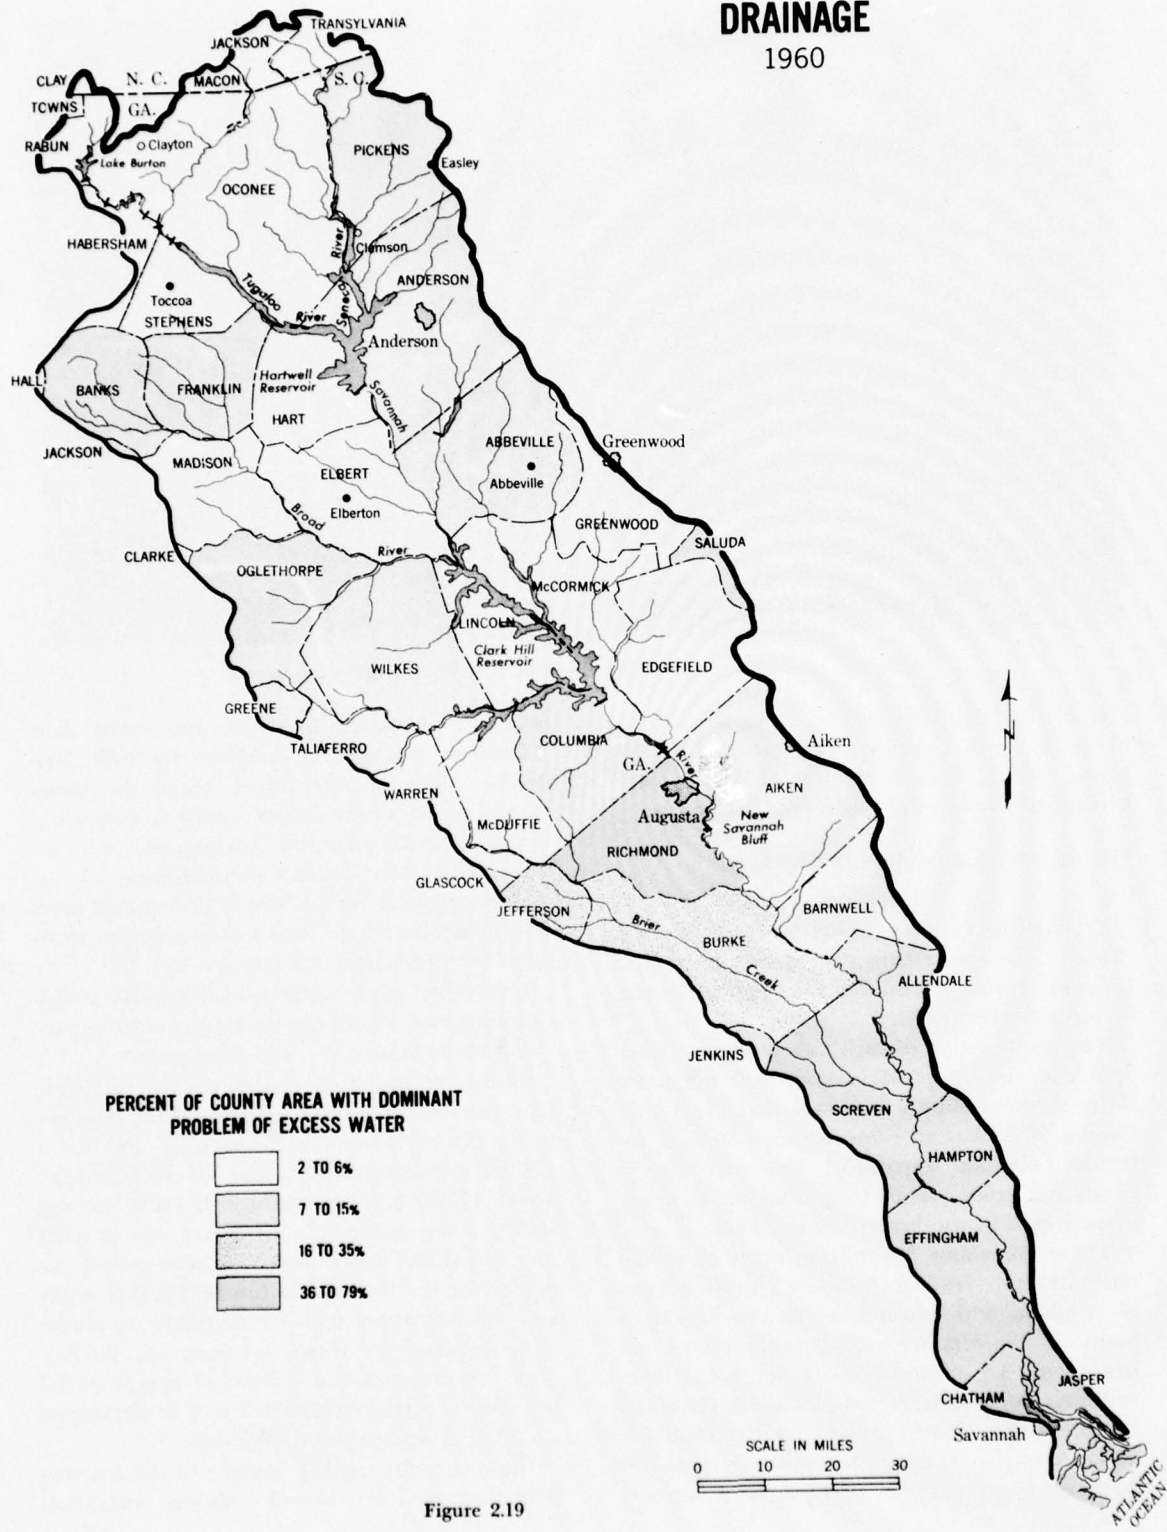 DRAINAGE
1960
TRANSYLVANIA
JACKSON
CLAY
N. C.
MACON
S. C.
TOWNS
GA.
RABUN
Clayton
PICKENS
Lake Burton
Easley
OCONEE
HABERSHAM
River
Clemson
ANDERSON
Toccoa
Tugaloo
River
Seneca
STEPHENS
Anderson
HALL
BANKS
FRANKLIN
Hartwell
Reservoir
Savannah
HART
JACKSON
MADISON
ABBEVILLE
Greenwood
ELBERT
Abbeville
Elberton
Broad
GREENWOOD
SALUDA
CLARKE
River
OGLETHORPE
McCORMICK
LINCOLN
Clark Hill
Reservoir
WILKES
EDGEFIELD
GREENE
TALIAFERRO
COLUMBIA
Aiken
GA.
River
S. C.
WARREN
AIKEN
Augusta
New
Savannah
Bluff
McDUFFIE
RICHMOND
GLASCOCK
JEFFERSON
BARNWELL
Brier
BURKE
Creek
ALLENDALE
JENKINS
SCREVEN
HAMPTON
EFFINGHAM
JASPER
CHATHAM
Savannah
ATLANTIC
OCEAN
N
PERCENT OF COUNTY AREA WITH DOMINANT
PROBLEM OF EXCESS WATER
2 TO 6%
7 TO 15%
16 TO 35%
36 TO 79%
SCALE IN MILES
0 10 20 30
Figure 2.19